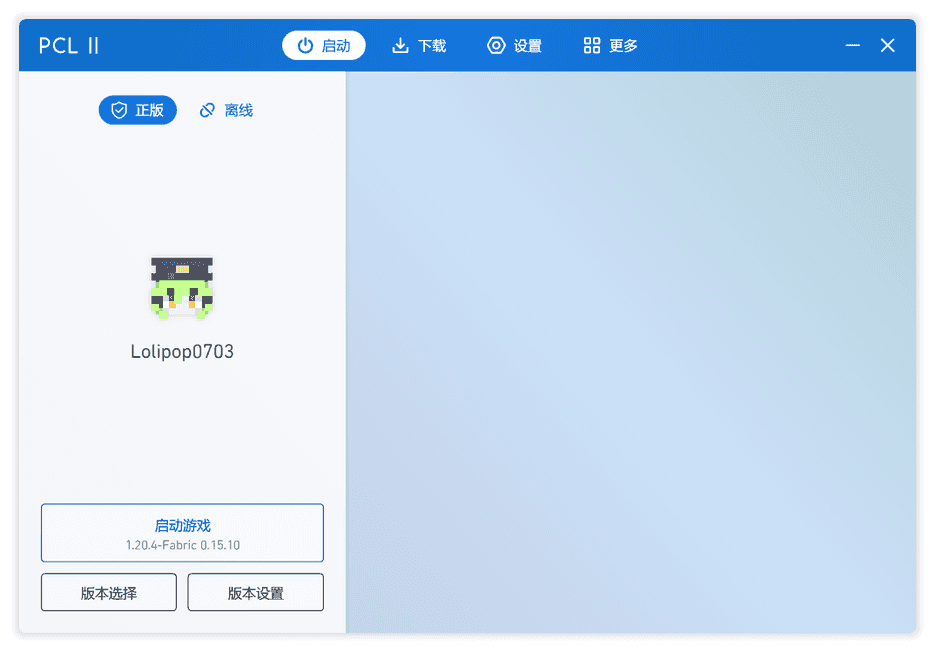 PCL II
启动
下载
设置
更多
正版
离线
Lolipop0703
启动游戏
1.20.4-Fabric 0.15.10
版本选择
版本设置